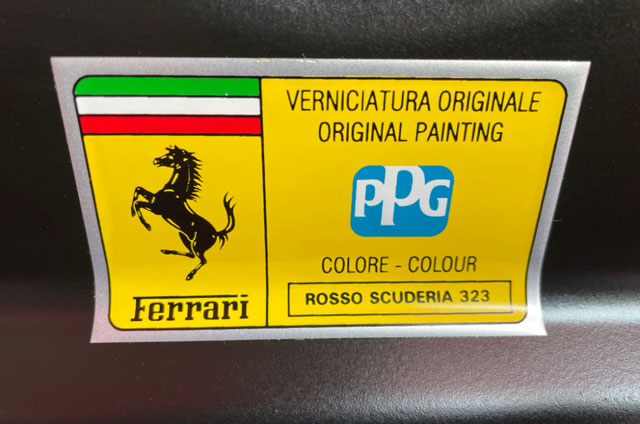 VERNICIATURA ORIGINALE
ORIGINAL PAINTING
PPG
COLORE - COLOUR
ROSSO SCUDERIA 323
Ferrari